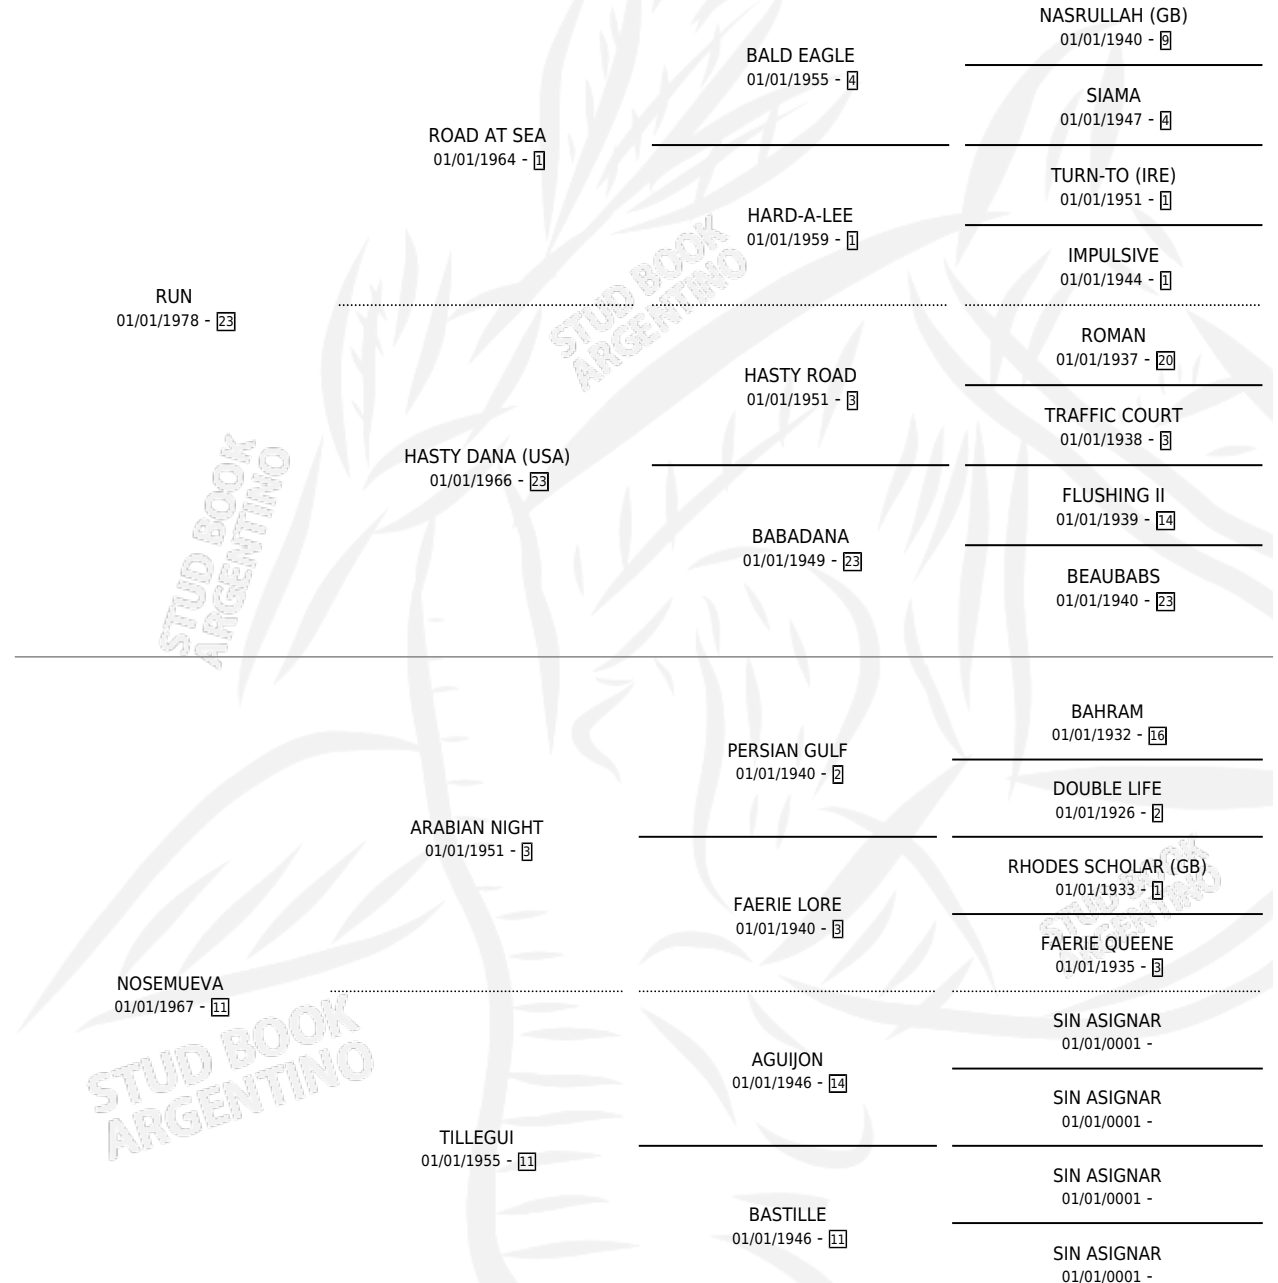 NASRULLAH (GB)
01/01/1940 - 9
BALD EAGLE
01/01/1955 - 4
SIAMA
01/01/1947 - 4
ROAD AT SEA
01/01/1964 - 1
TURN-TO (IRE)
01/01/1951 - 1
HARD-A-LEE
01/01/1959 - 1
IMPULSIVE
01/01/1944 - 1
RUN
01/01/1978 - 23
ROMAN
01/01/1937 - 20
HASTY ROAD
01/01/1951 - 3
TRAFFIC COURT
01/01/1938 - 3
HASTY DANA (USA)
01/01/1966 - 23
FLUSHING II
01/01/1939 - 14
BABADANA
01/01/1949 - 23
BEAUBABS
01/01/1940 - 23
BAHRAM
01/01/1932 - 16
PERSIAN GULF
01/01/1940 - 2
DOUBLE LIFE
01/01/1926 - 2
ARABIAN NIGHT
01/01/1951 - 3
RHODES SCHOLAR (GB)
01/01/1933 - 1
FAERIE LORE
01/01/1940 - 3
FAERIE QUEENE
01/01/1935 - 3
NOSEMUEVA
01/01/1967 - 11
SIN ASIGNAR
01/01/0001 -
AGUIJON
01/01/1946 - 14
SIN ASIGNAR
01/01/0001 -
TILLEGUI
01/01/1955 - 11
SIN ASIGNAR
01/01/0001 -
BASTILLE
01/01/1946 - 11
SIN ASIGNAR
01/01/0001 -
STUD BOOK
ARGENTINO
STUD BOOK
ARGENTINO
STUD BOOK
ARGENTINO
STUD BOOK
ARGENTINO